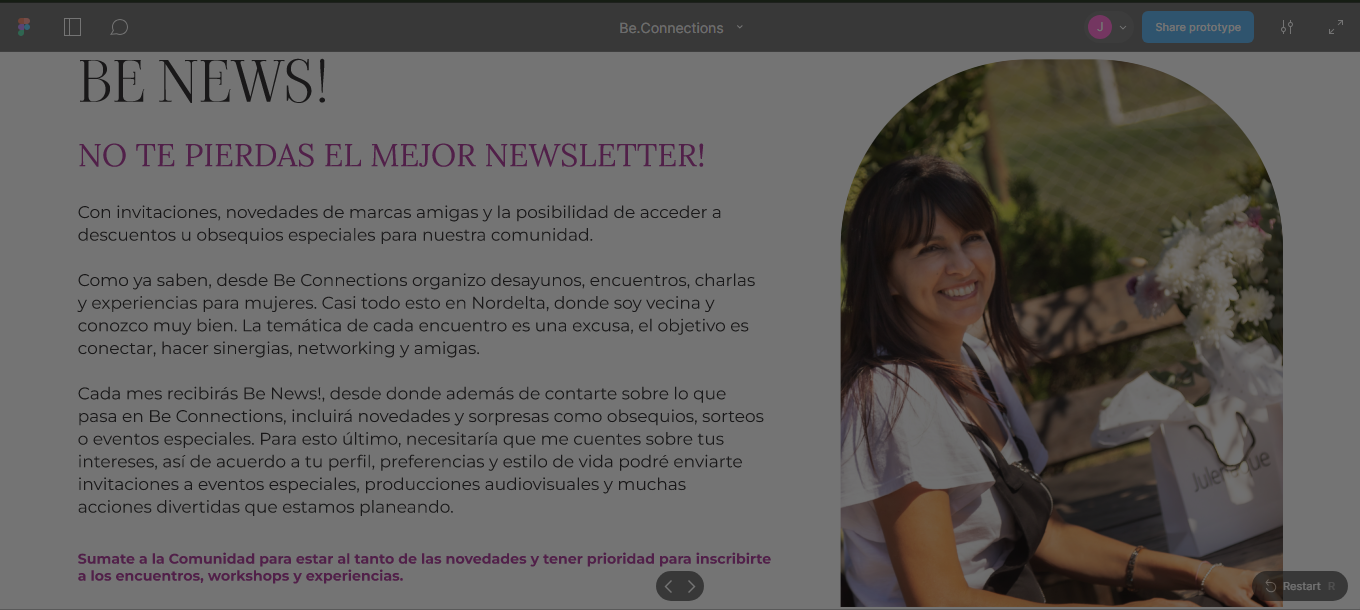 Be.Connections
J
Share prototype
BE NEWS!
NO TE PIERDAS EL MEJOR NEWSLETTER!
Con invitaciones, novedades de marcas amigas y la posibilidad de acceder a
descuentos u obsequios especiales para nuestra comunidad.
Como ya saben, desde Be Connections organizo desayunos, encuentros, charlas
y experiencias para mujeres. Casi todo esto en Nordelta, donde soy vecina y
conozco muy bien. La temática de cada encuentro es una excusa, el objetivo es
conectar, hacer sinergias, networking y amigas.
Cada mes recibirás Be News!, desde donde además de contarte sobre lo que
pasa en Be Connections, incluirá novedades y sorpresas como obsequios, sorteos
o eventos especiales. Para esto último, necesitaría que me cuentes sobre tus
intereses, así de acuerdo a tu perfil, preferencias y estilo de vida podré enviarte
invitaciones a eventos especiales, producciones audiovisuales y muchas
acciones divertidas que estamos planeando.
Sumate a la Comunidad para estar al tanto de las novedades y tener prioridad para inscribirte
a los encuentros, workshops y experiencias.
Restart R